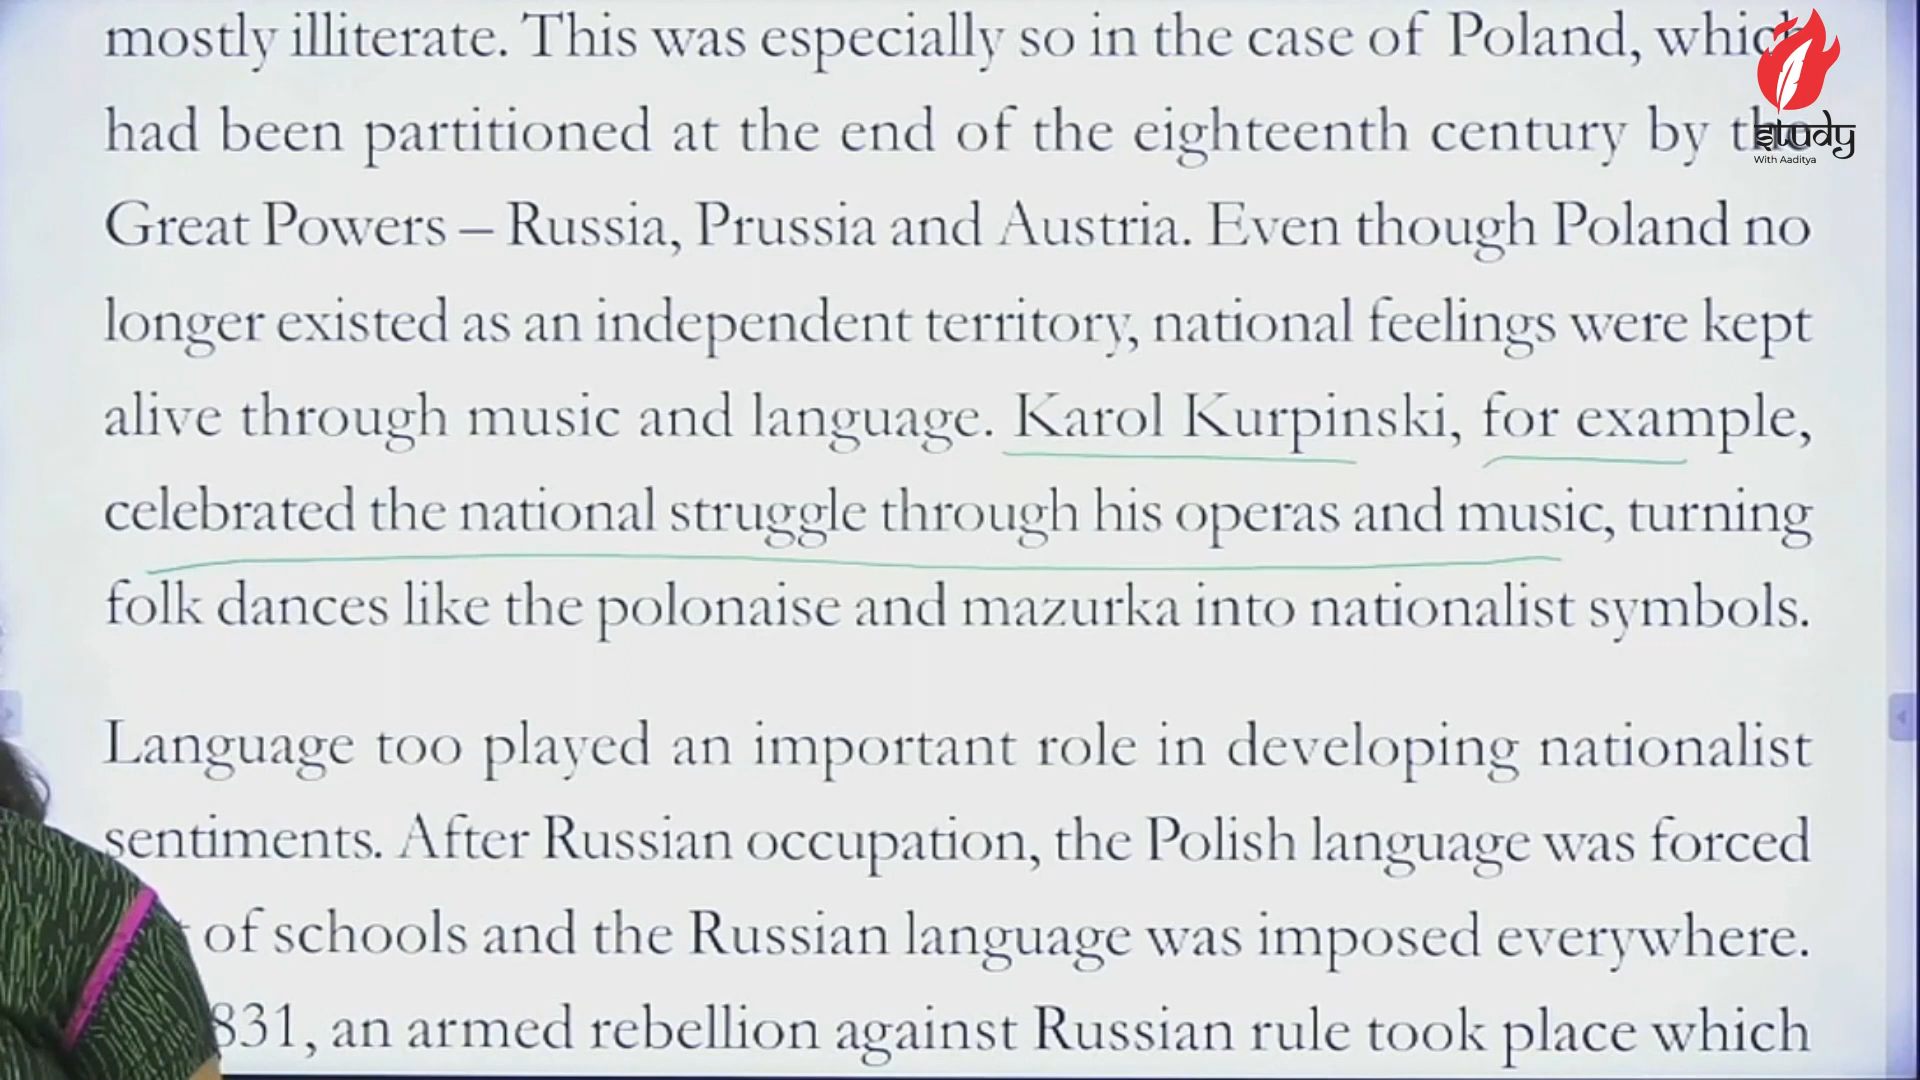 mostly illiterate. This was especially so in the case of Poland, which
had been partitioned at the end of the eighteenth century by the
Great Powers – Russia, Prussia and Austria. Even though Poland no
longer existed as an independent territory, national feelings were kept
alive through music and language. Karol Kurpinski, for example,
celebrated the national struggle through his operas and music, turning
folk dances like the polonaise and mazurka into nationalist symbols.
Language too played an important role in developing nationalist
sentiments. After Russian occupation, the Polish language was forced
of schools and the Russian language was imposed everywhere.
831, an armed rebellion against Russian rule took place which
study
With Aaditya